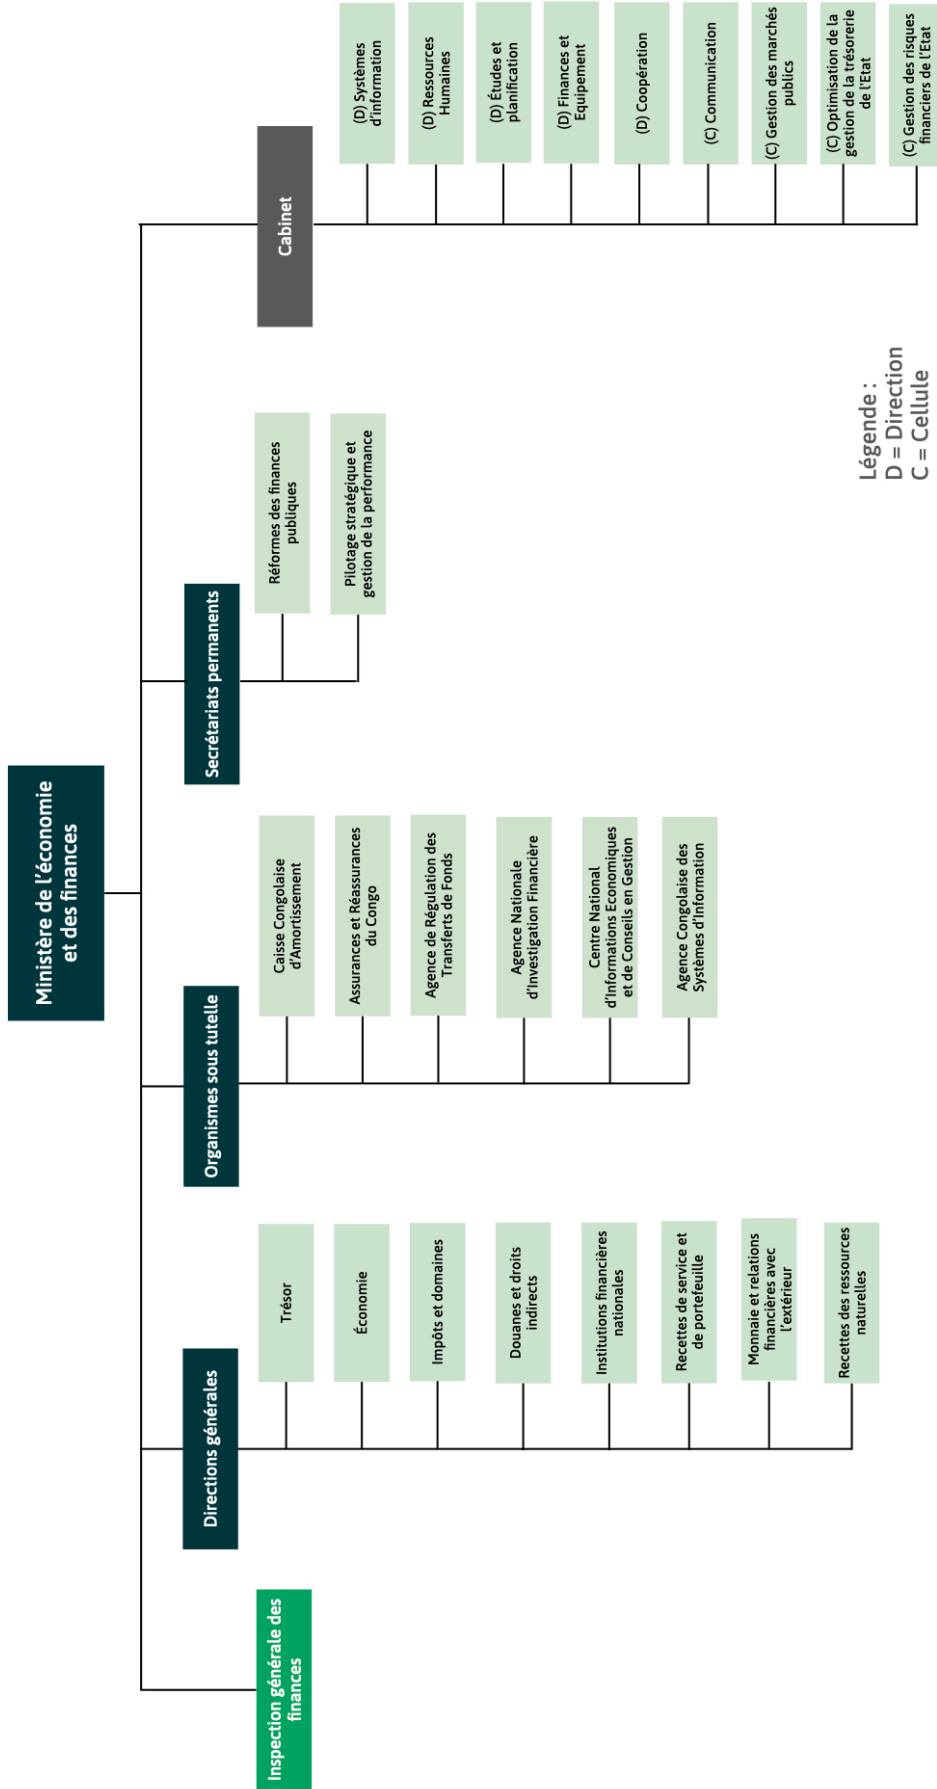 Ministère de l'économie
et des finances
Inspection générale des
finances
Directions générales
Trésor
Économie
Impôts et domaines
Douanes et droits
indirects
Institutions financières
nationales
Recettes de service et
de portefeuille
Monnaie et relations
financières avec
l'extérieur
Recettes des ressources
naturelles
Organismes sous tutelle
Caisse Congolaise
d'Amortissement
Assurances et Réassurances
du Congo
Agence de Régulation des
Transferts de Fonds
Agence Nationale
d'Investigation Financière
Centre National
d'Informations Economiques
et de Conseils en Gestion
Agence Congolaise des
Systèmes d'Information
Secrétariats permanents
Réformes des finances
publiques
Pilotage stratégique et
gestion de la performance
Cabinet
(D) Systèmes
d'information
(D) Ressources
Humaines
(D) Études et
planification
(D) Finances et
Equipement
(D) Coopération
(C) Communication
(C) Gestion des marchés
publics
(C) Optimisation de la
gestion de la trésorerie
de l'Etat
(C) Gestion des risques
financiers de l'Etat
Légende :
D = Direction
C = Cellule